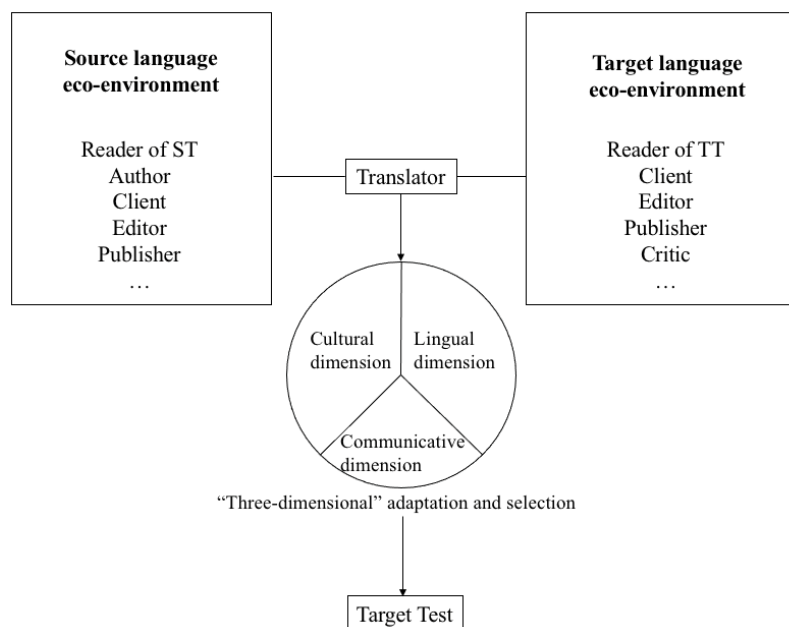 Source language
eco-environment
Reader of ST
Author
Client
Editor
Publisher
…
Target language
eco-environment
Reader of TT
Client
Editor
Publisher
Critic
…
Translator
Cultural
dimension
Lingual
dimension
Communicative
dimension
“Three-dimensional” adaptation and selection
Target Test